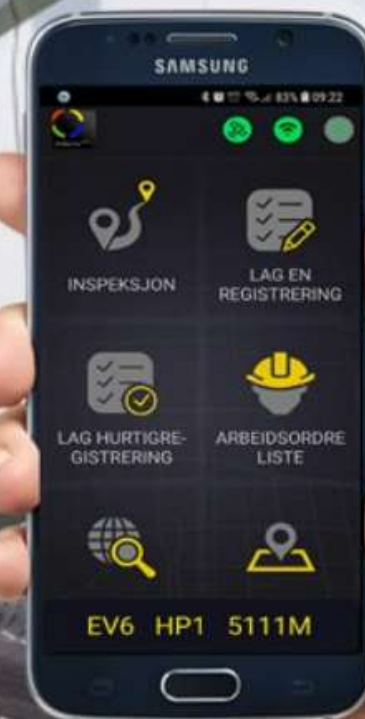 SAMSUNG
83% 09:22
INSPEKSJON
LAG EN
REGISTRERING
LAG HURTIGRE-
GISTRERING
ARBEIDSORDRE
LISTE
EV6 HP1 5111M